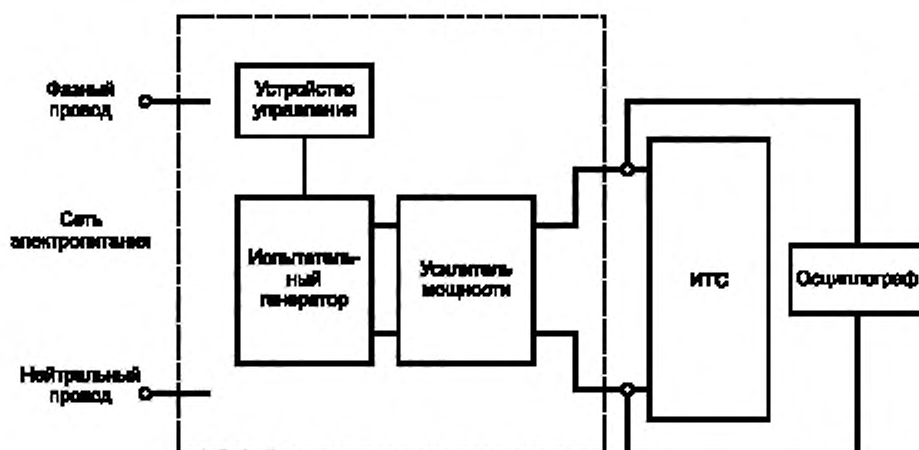 Фазный
провод
Устройство
управления
Сеть
электропитания
Испытатель-
ный
генератор
Усилитель
мощности
ИТС
Осциллограф
Нейтральный
провод